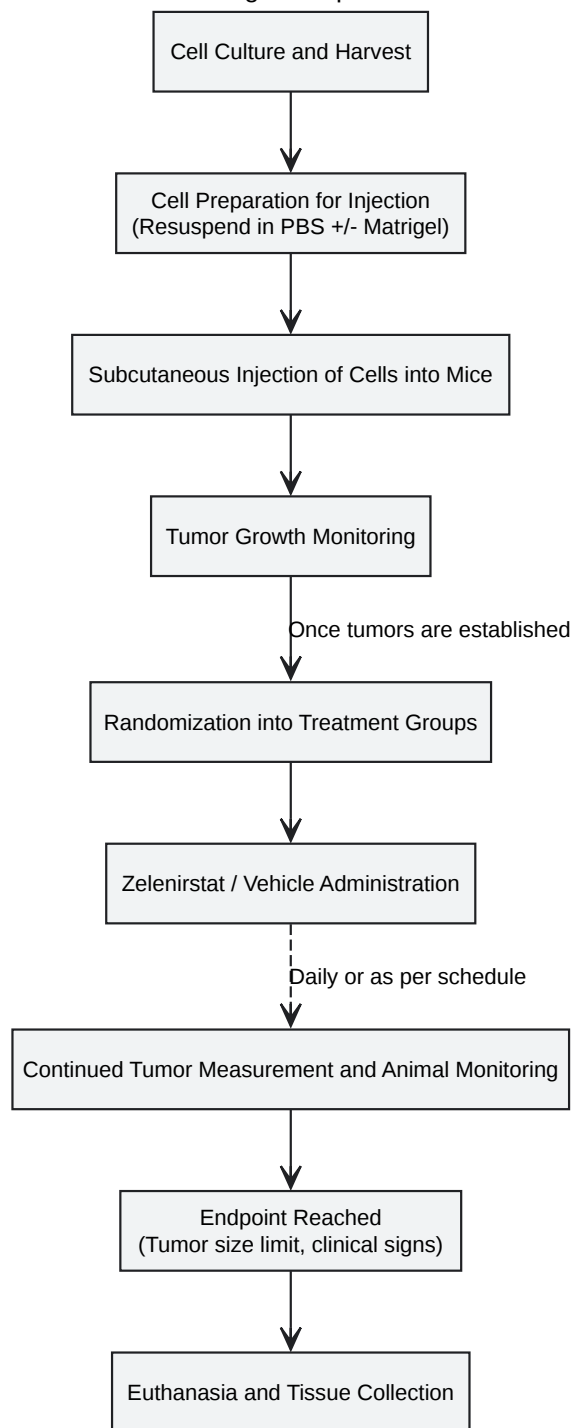 Cell Culture and Harvest
Cell Preparation for Injection
(Resuspend in PBS +/- Matrigel)
Subcutaneous Injection of Cells into Mice
Tumor Growth Monitoring
Once tumors are established
Randomization into Treatment Groups
Zelenirstat / Vehicle Administration
Daily or as per schedule
Continued Tumor Measurement and Animal Monitoring
Endpoint Reached
(Tumor size limit, clinical signs)
Euthanasia and Tissue Collection